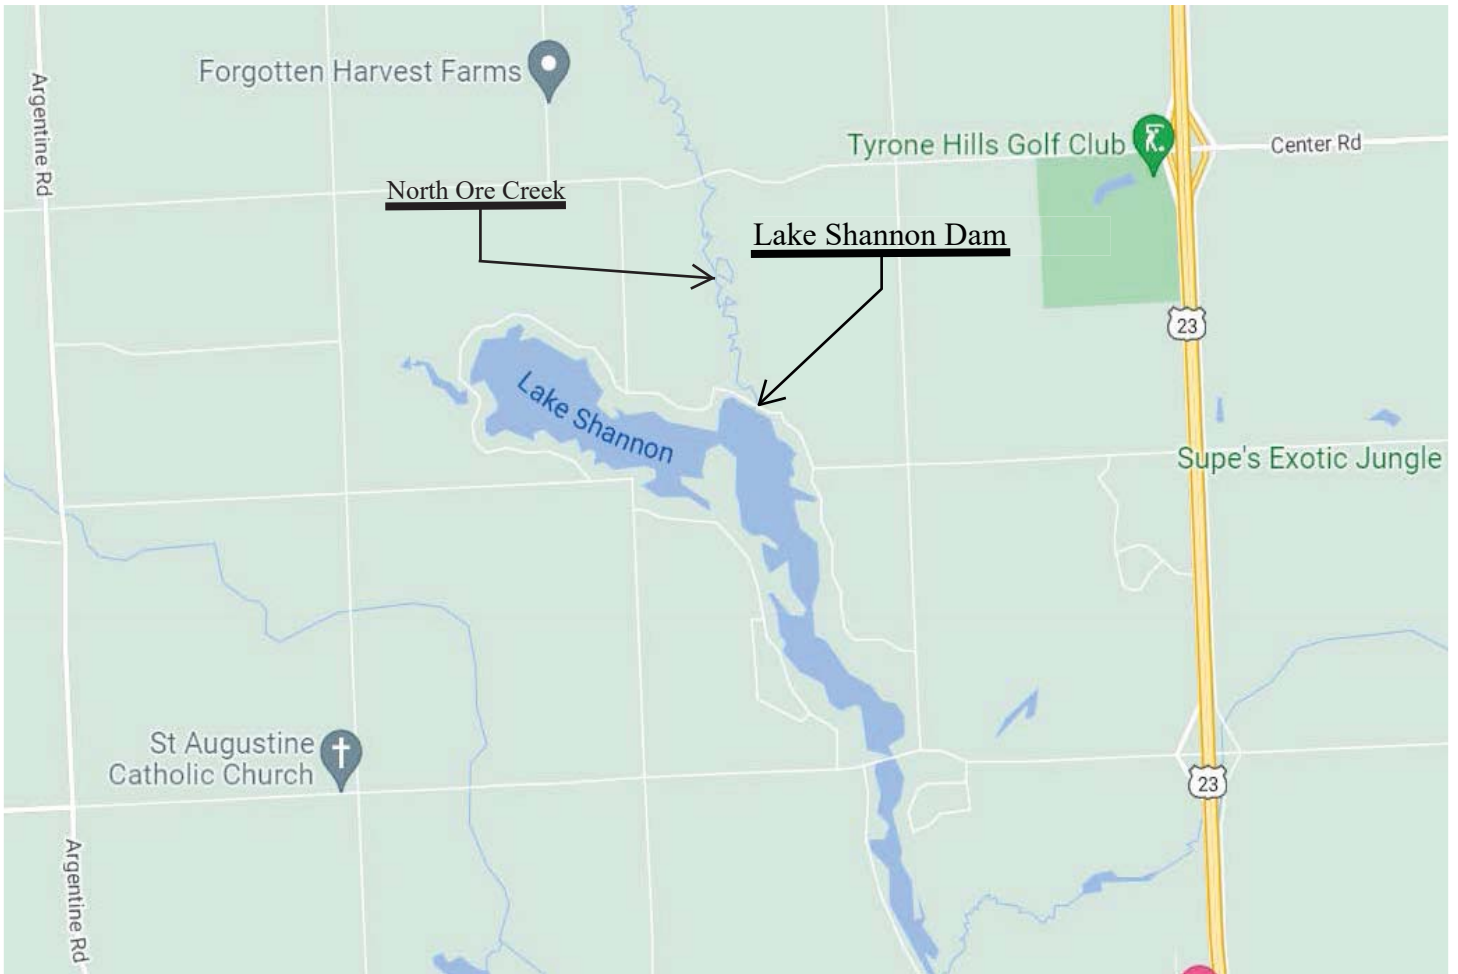 Forgotten Harvest Farms
Argentine Rd
Tyrone Hills Golf Club
Center Rd
North Ore Creek
Lake Shannon Dam
23
Lake Shannon
Supe's Exotic Jungle
St Augustine
Catholic Church
23
Argentine Rd